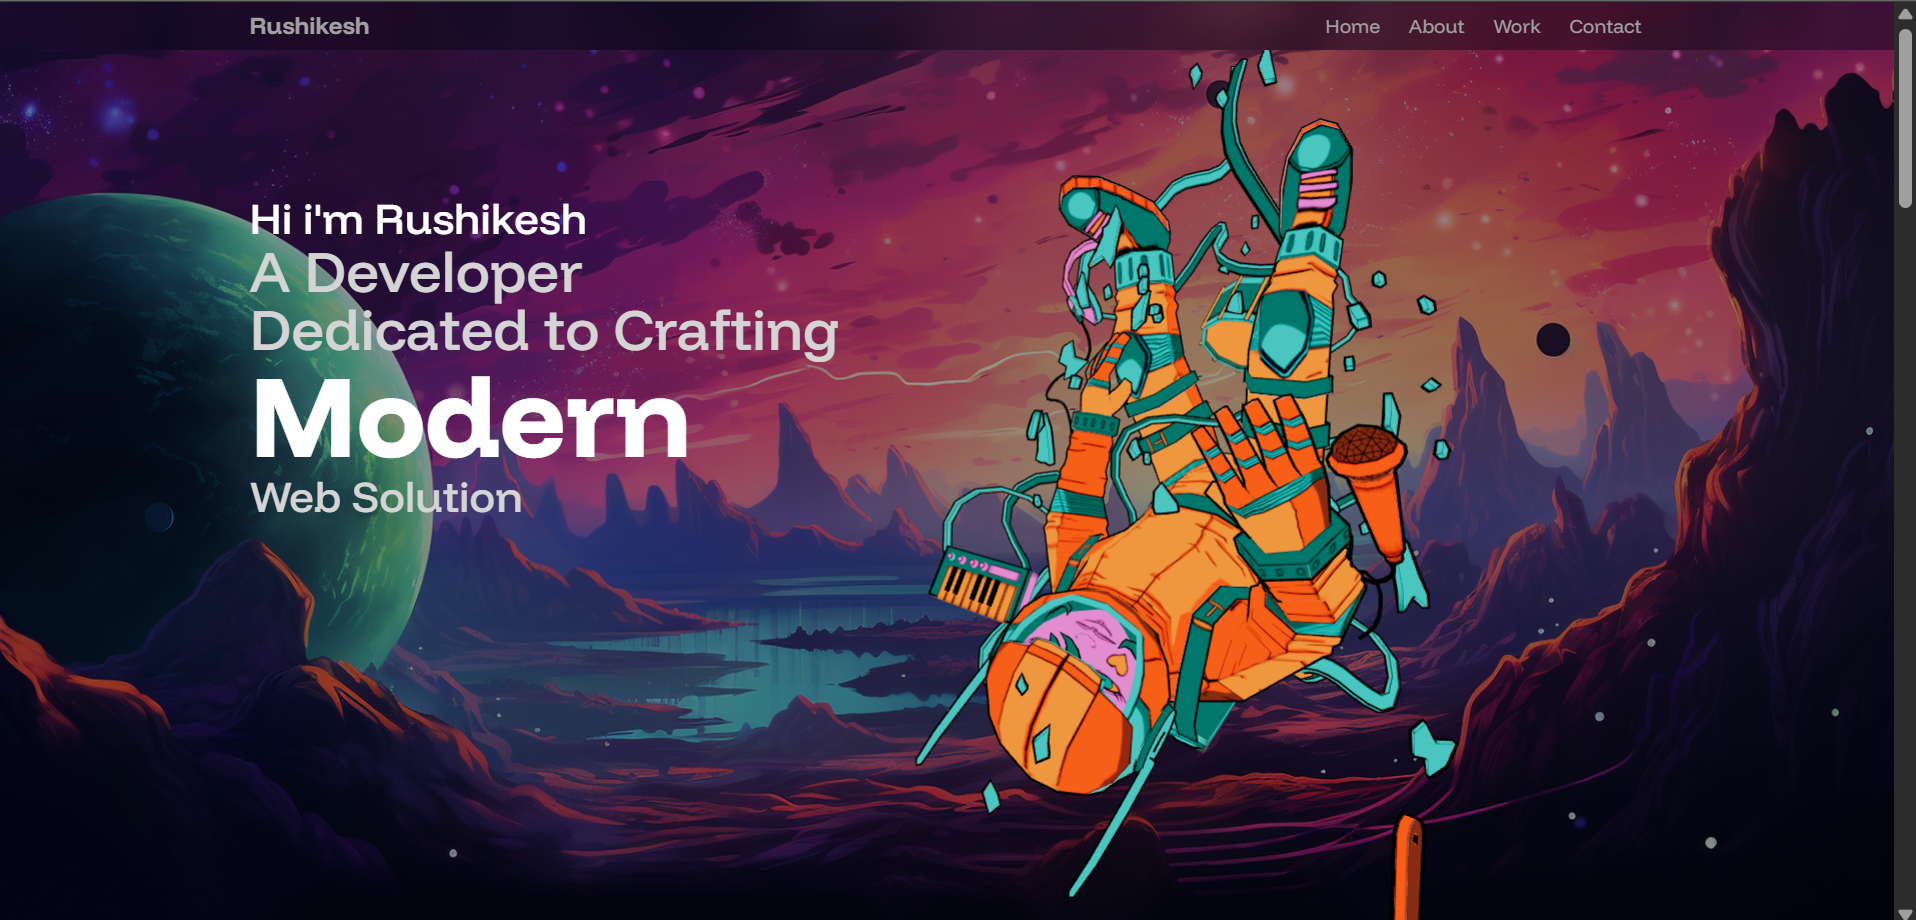 Rushikesh
Home About Work Contact
Hi i'm Rushikesh
A Developer
Dedicated to Crafting
Modern
Web Solution